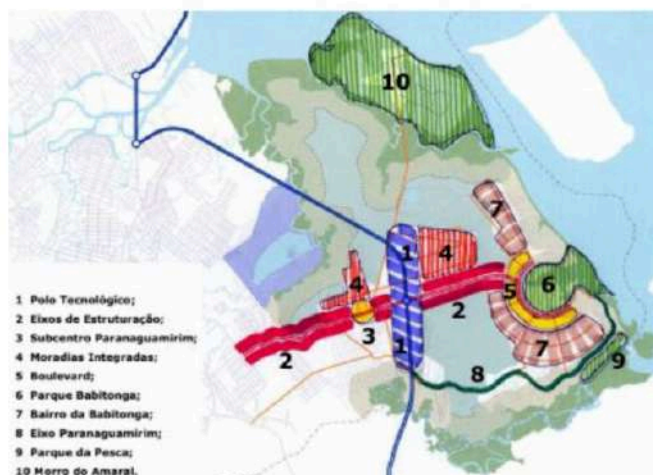 10
7
1
4
4
6
5
2
3
7
1
9
2
8
1 Polo Tecnológico;
2 Eixos de Estruturação;
3 Subcentro Paranaguamirim;
4 Moradias Integradas;
5 Boulevard;
6 Parque Babitonga;
7 Bairro da Babitonga;
8 Eixo Paranaguamirim;
9 Parque da Pesca;
10 Morro do Amaral.